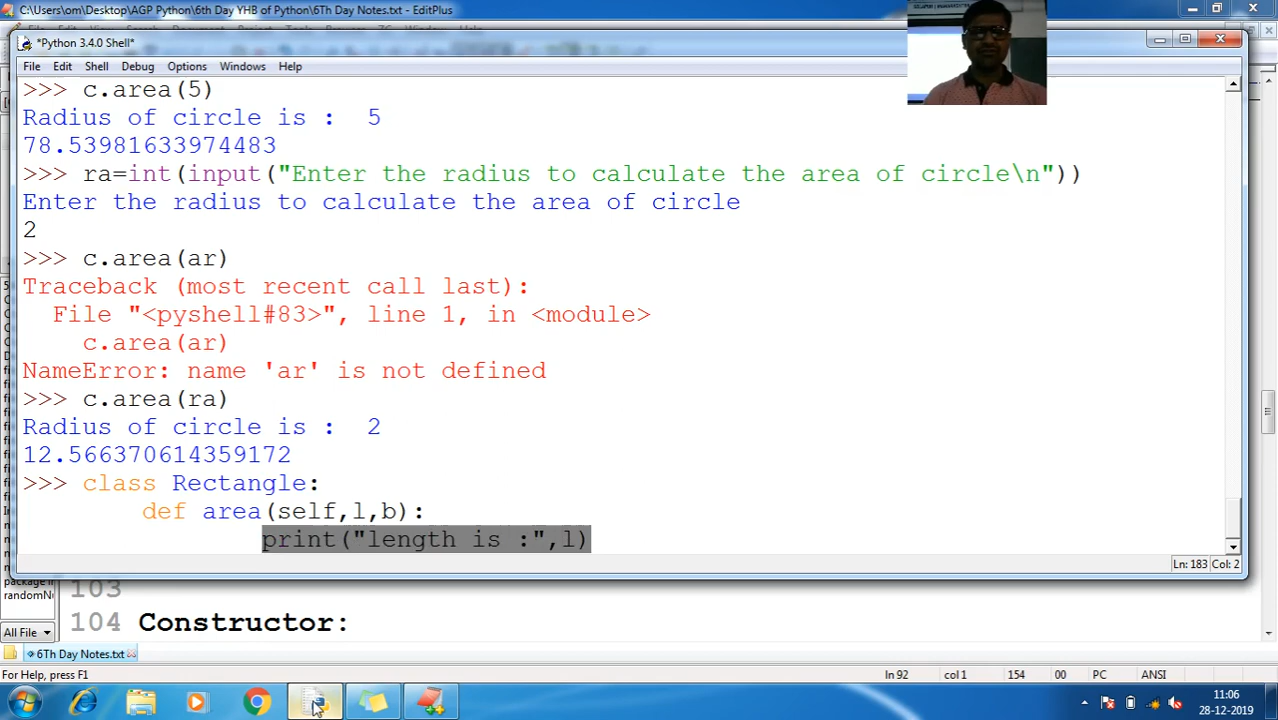 C:\Users\om\Desktop\AGP Python\6th Day YHB of Python\6Th Day Notes.txt - EditPlus
*Python 3.4.0 Shell*
File Edit Shell Debug Options Windows Help
>>> c.area(5)
Radius of circle is :  5
78.53981633974483
>>> ra=int(input("Enter the radius to calculate the area of circle\n"))
Enter the radius to calculate the area of circle
2
>>> c.area(ar)
Traceback (most recent call last):
  File "<pyshell#83>", line 1, in <module>
    c.area(ar)
NameError: name 'ar' is not defined
>>> c.area(ra)
Radius of circle is :  2
12.566370614359172
>>> class Rectangle:
        def area(self,l,b):
                print("length is :",l)
Ln: 183 Col: 2
randomNu
103
104 Constructor:
All File
6Th Day Notes.txt
For Help, press F1
ln 92 col 1 154 00 PC ANSI
11:06
28-12-2019